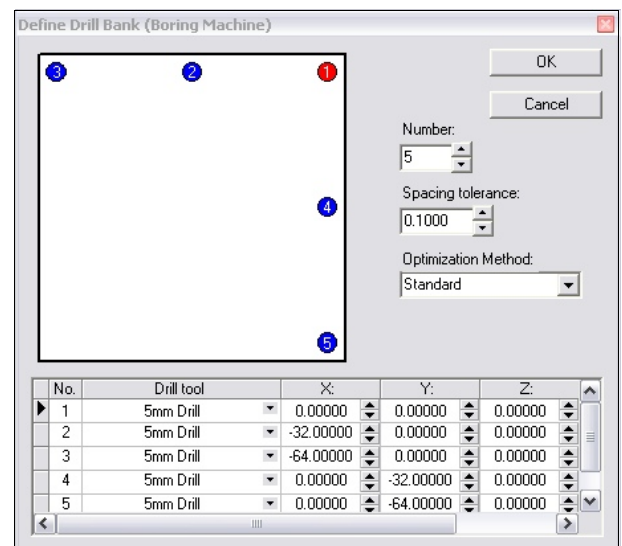 Define Drill Bank (Boring Machine)
3 2 1
4
5
OK
Cancel
Number:
5
Spacing tolerance:
0.1000
Optimization Method:
Standard
No. Drill tool X: Y: Z:
1 5mm Drill 0.00000 0.00000 0.00000
2 5mm Drill -32.00000 0.00000 0.00000
3 5mm Drill -64.00000 0.00000 0.00000
4 5mm Drill 0.00000 -32.00000 0.00000
5 5mm Drill 0.00000 -64.00000 0.00000